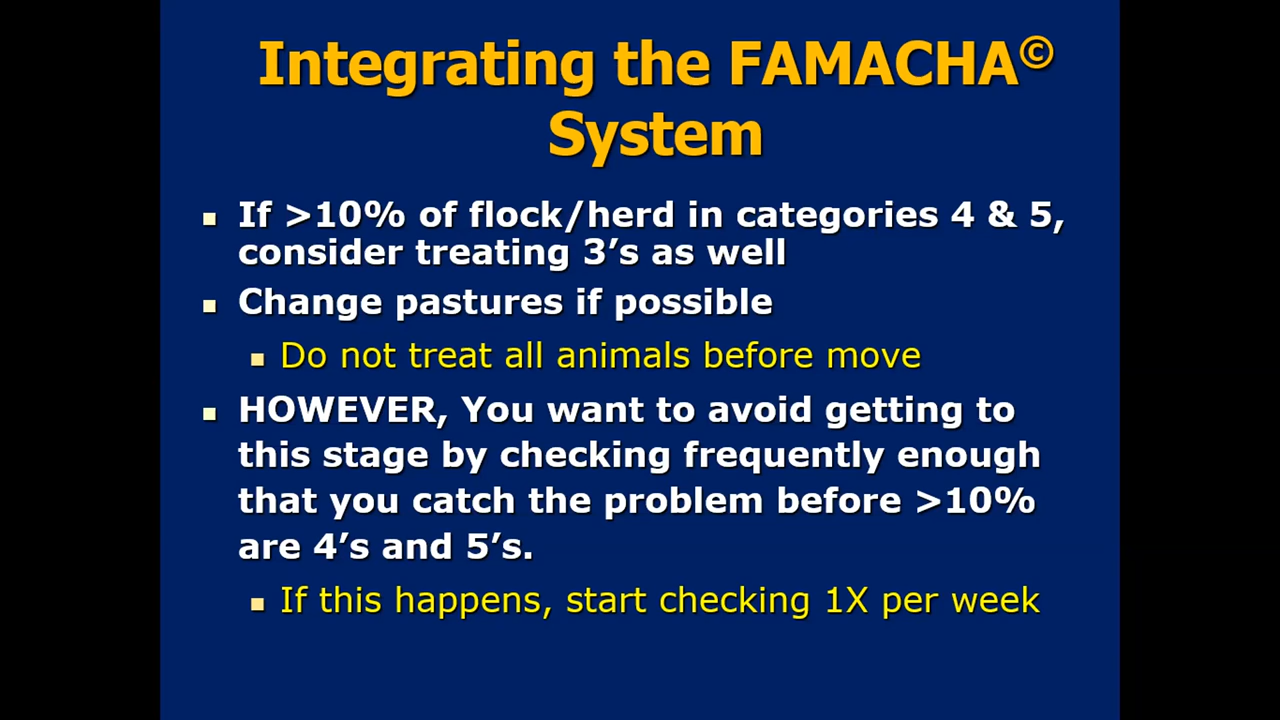 Integrating the FAMACHA©
System
If >10% of flock/herd in categories 4 & 5,
consider treating 3’s as well
Change pastures if possible
Do not treat all animals before move
HOWEVER, You want to avoid getting to
this stage by checking frequently enough
that you catch the problem before >10%
are 4’s and 5’s.
If this happens, start checking 1X per week